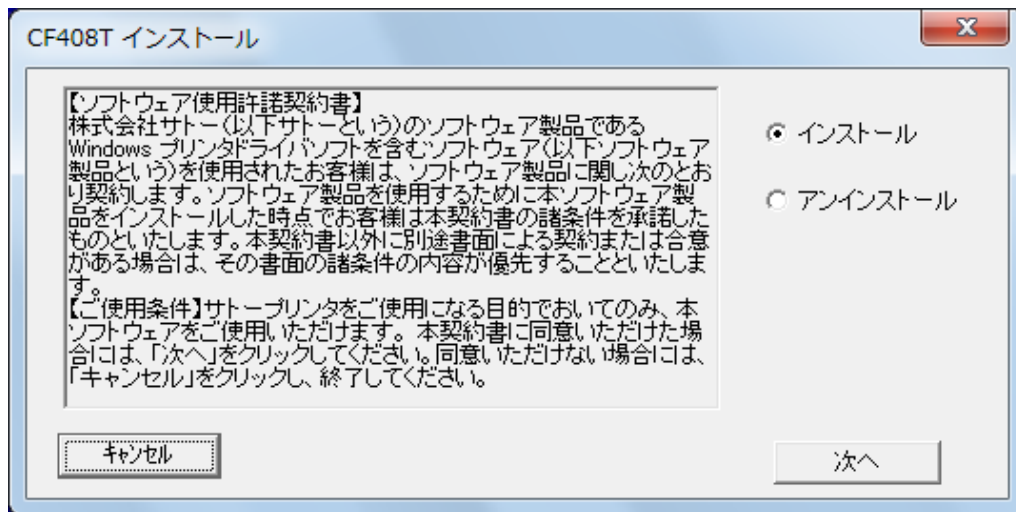 CF408T インストール
【ソフトウェア使用許諾契約書】
株式会社サトー(以下サトーという)のソフトウェア製品である
Windows プリンタドライバソフトを含むソフトウェア(以下ソフトウェア
製品という)を使用されたお客様は、ソフトウェア製品に関し次のとお
り契約します。ソフトウェア製品を使用するために本ソフトウェア製
品をインストールした時点でお客様は本契約書の諸条件を承諾した
ものといたします。本契約書以外に別途書面による契約または合意
がある場合は、その書面の諸条件の内容が優先することといたしま
す。
【ご使用条件】サトープリンタをご使用になる目的でおいてのみ、本
ソフトウェアをご使用いただけます。本契約書に同意いただけた場
合には、「次へ」をクリックしてください。同意いただけない場合には、
「キャンセル」をクリックし、終了してください。
インストール
アンインストール
キャンセル
次へ